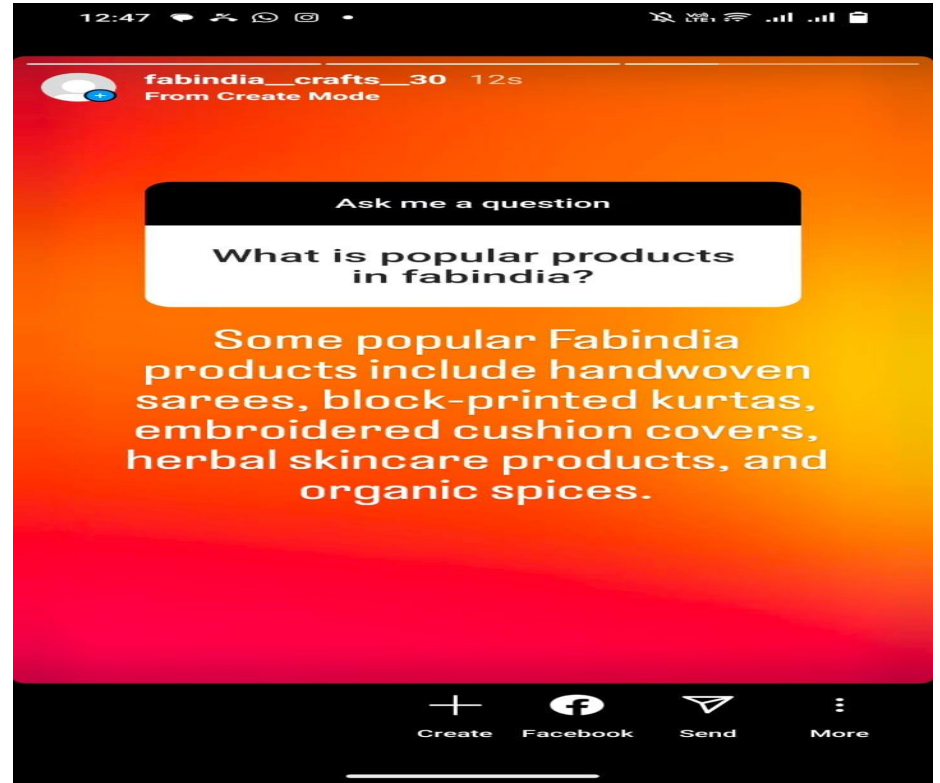 12:47
VoI) LTE1
fabindia__crafts__30 12s
From Create Mode
Ask me a question
What is popular products
in fabindia?
Some popular Fabindia
products include handwoven
sarees, block-printed kurtas,
embroidered cushion covers,
herbal skincare products, and
organic spices.
Create Facebook Send More